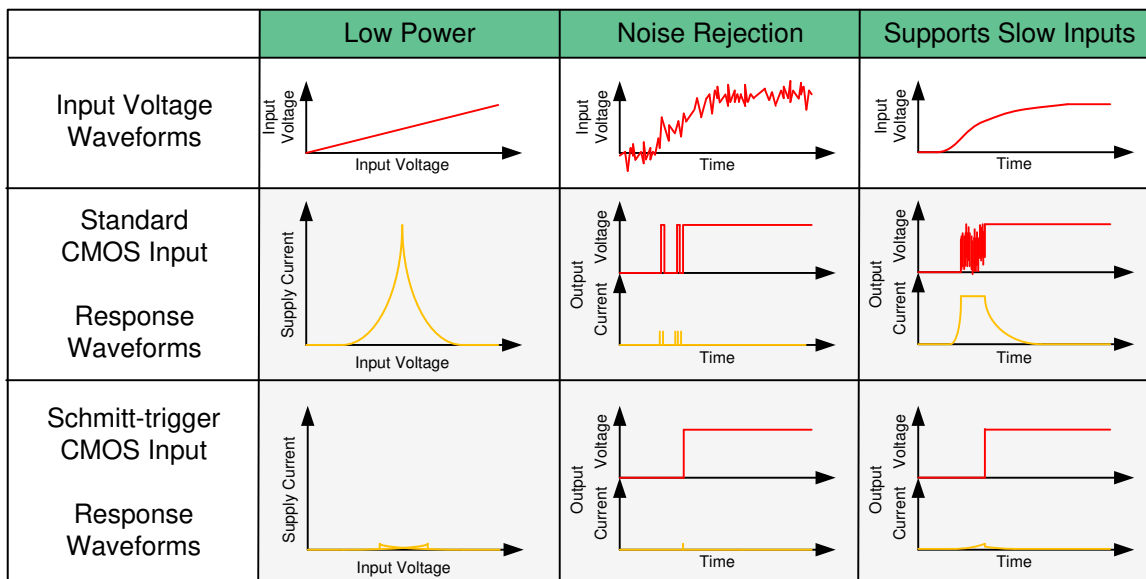 Low Power
Noise Rejection
Supports Slow Inputs
Input Voltage
Waveforms
Input
Voltage
Input Voltage
Input
Voltage
Time
Input
Voltage
Time
Standard
CMOS Input
Response
Waveforms
Supply Current
Input Voltage
Output
Voltage
Current
Time
Output
Voltage
Current
Time
Schmitt-trigger
CMOS Input
Response
Waveforms
Supply Current
Input Voltage
Output
Voltage
Current
Time
Output
Voltage
Current
Time